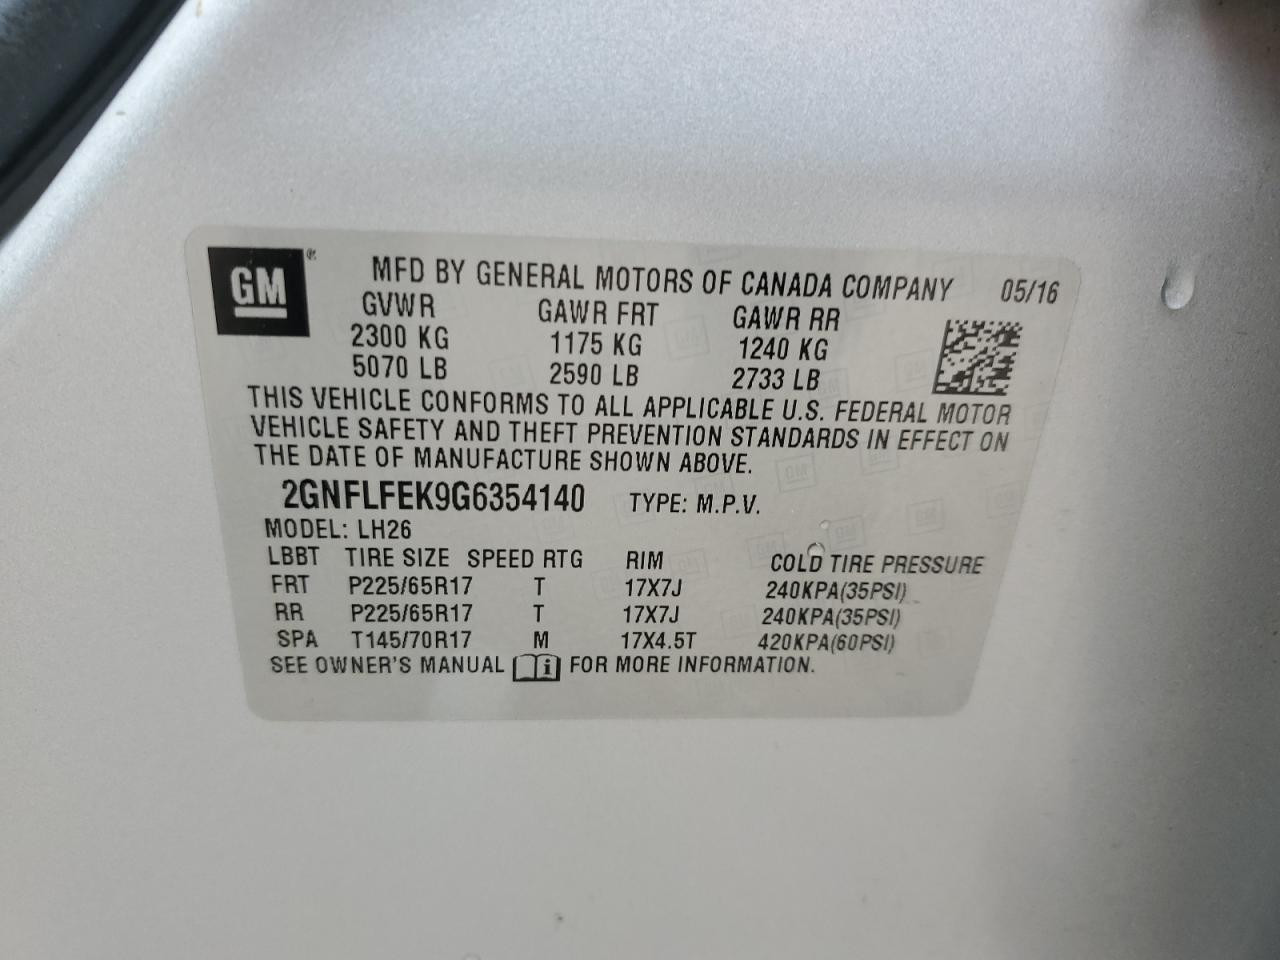 GM ®
MFD BY GENERAL MOTORS OF CANADA COMPANY 05/16
GVWR GAWR FRT GAWR RR
2300 KG 1175 KG 1240 KG
5070 LB 2590 LB 2733 LB
THIS VEHICLE CONFORMS TO ALL APPLICABLE U.S. FEDERAL MOTOR
VEHICLE SAFETY AND THEFT PREVENTION STANDARDS IN EFFECT ON
THE DATE OF MANUFACTURE SHOWN ABOVE.
2GNFLFEK9G6354140 TYPE: M.P.V.
MODEL: LH26
LBBT TIRE SIZE SPEED RTG RIM COLD TIRE PRESSURE
FRT P225/65R17 T 17X7J 240KPA(35PSI)
RR P225/65R17 T 17X7J 240KPA(35PSI)
SPA T145/70R17 M 17X4.5T 420KPA(60PSI)
SEE OWNER'S MANUAL i FOR MORE INFORMATION.